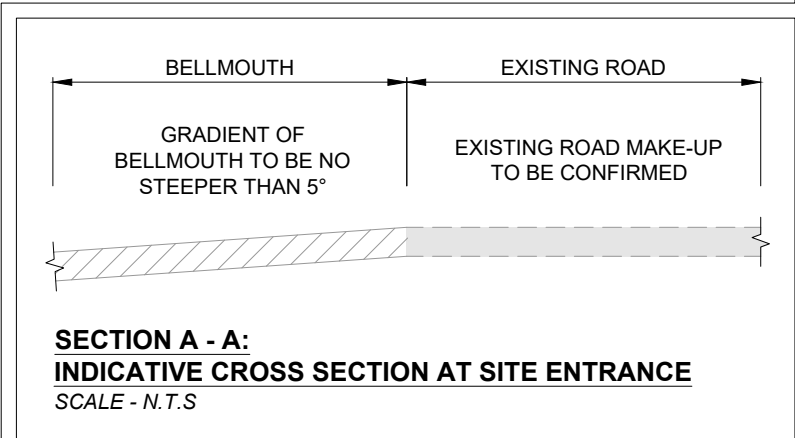 BELLMOUTH
EXISTING ROAD
GRADIENT OF
BELLMOUTH TO BE NO
STEEPER THAN 5°
EXISTING ROAD MAKE-UP
TO BE CONFIRMED
SECTION A - A:
INDICATIVE CROSS SECTION AT SITE ENTRANCE
SCALE - N.T.S